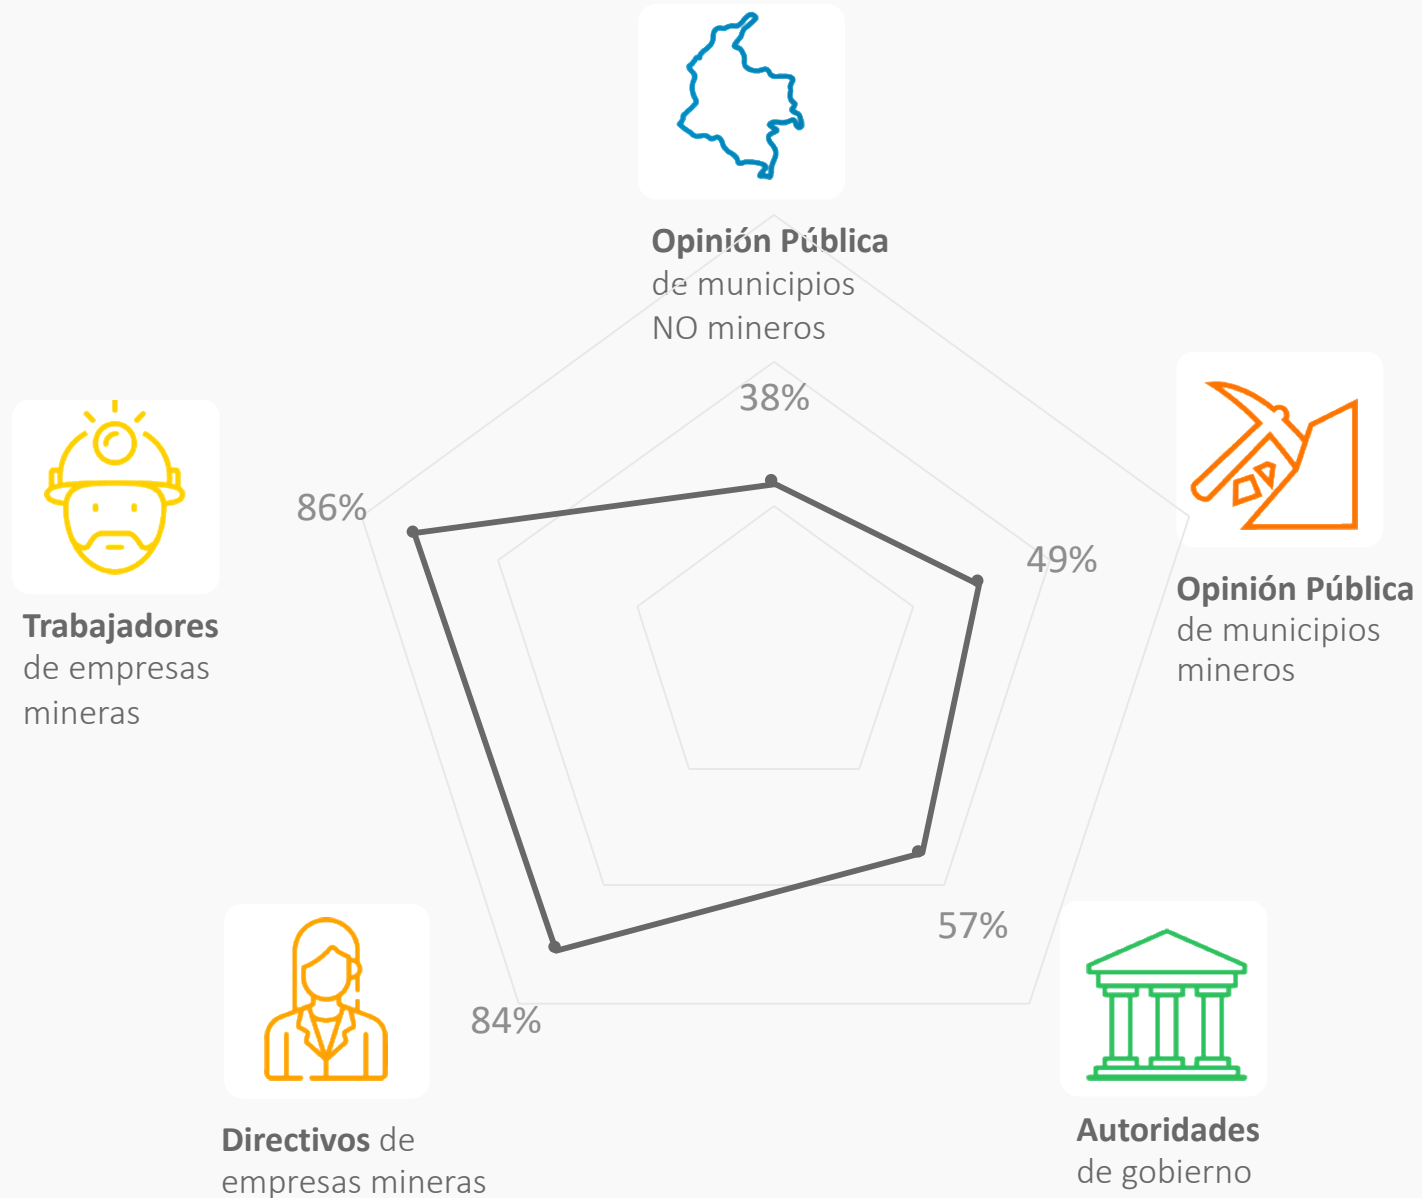 Opinión Pública
de municipios
NO mineros
38%
86%
49%
Opinión Pública
de municipios
mineros
Trabajadores
de empresas
mineras
57%
84%
Directivos de
empresas mineras
Autoridades
de gobierno